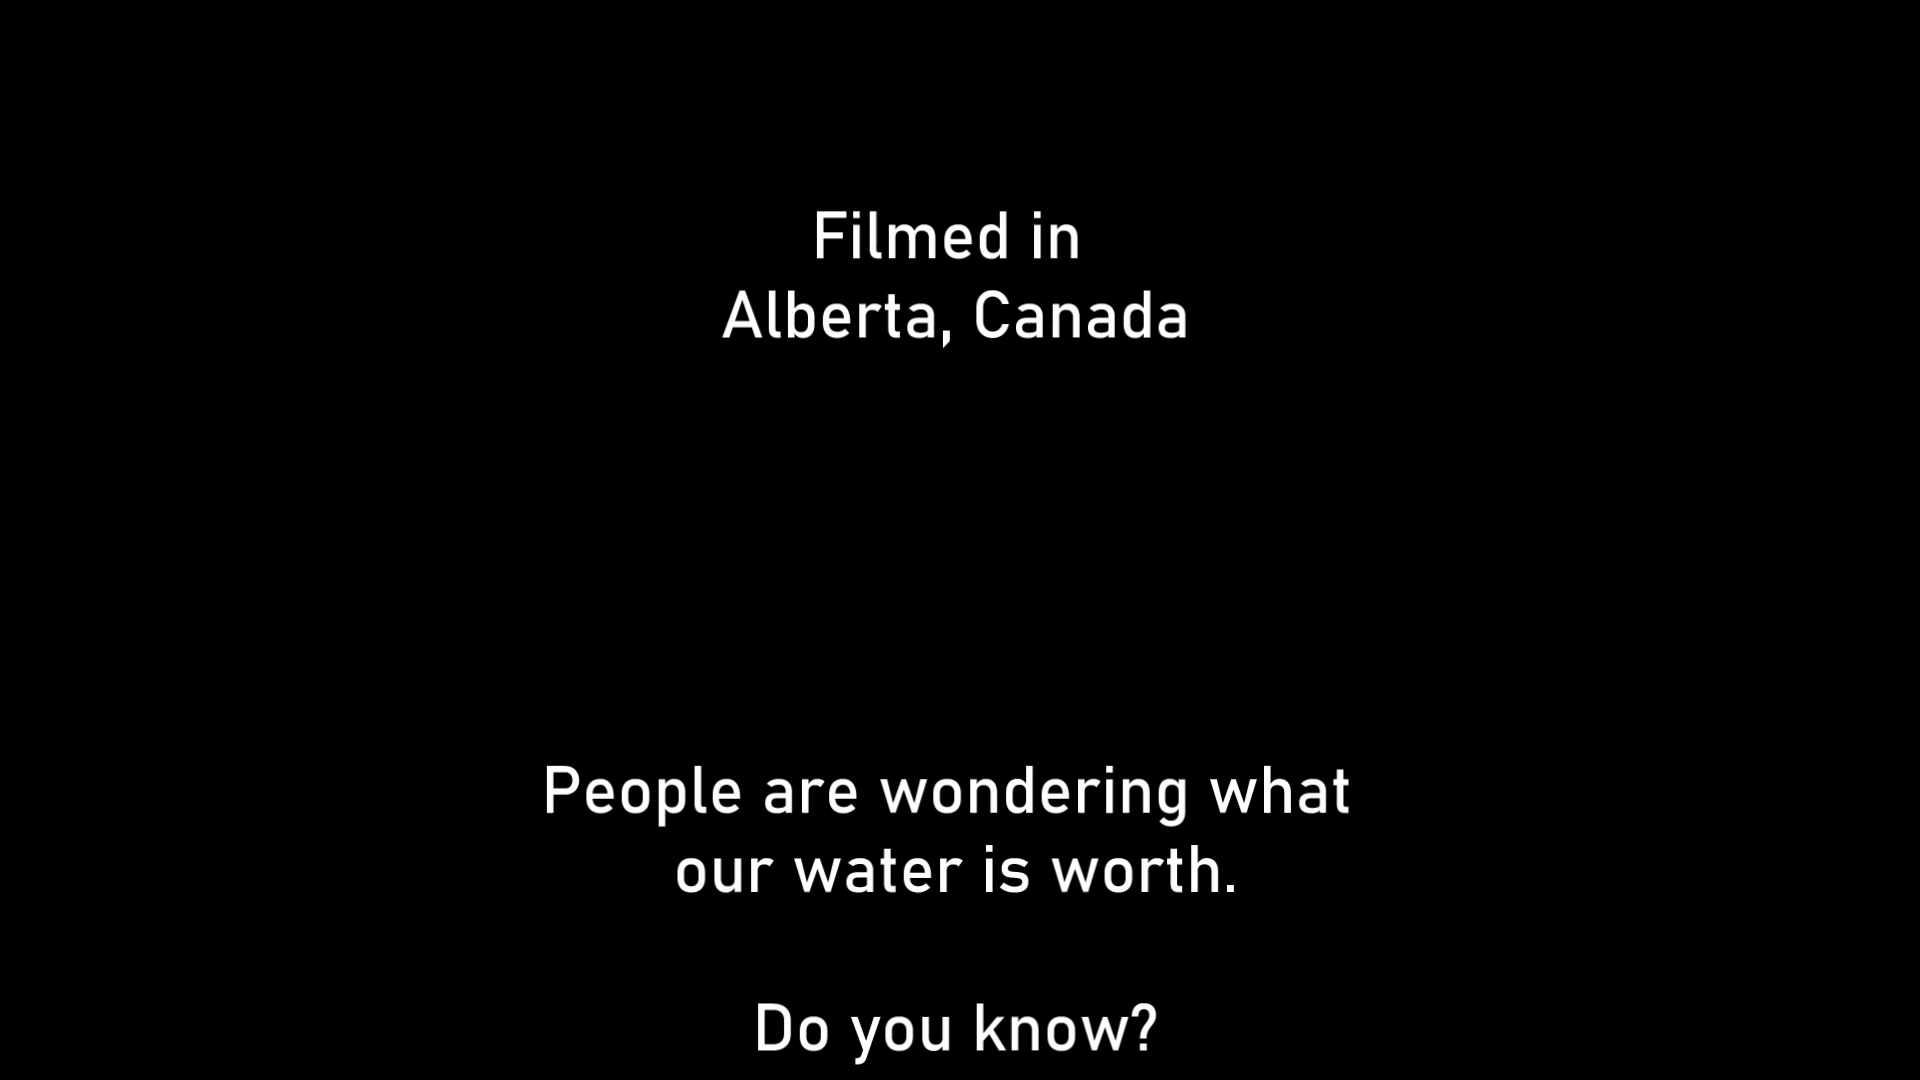 Filmed in
Alberta, Canada
People are wondering what
our water is worth.
Do you know?